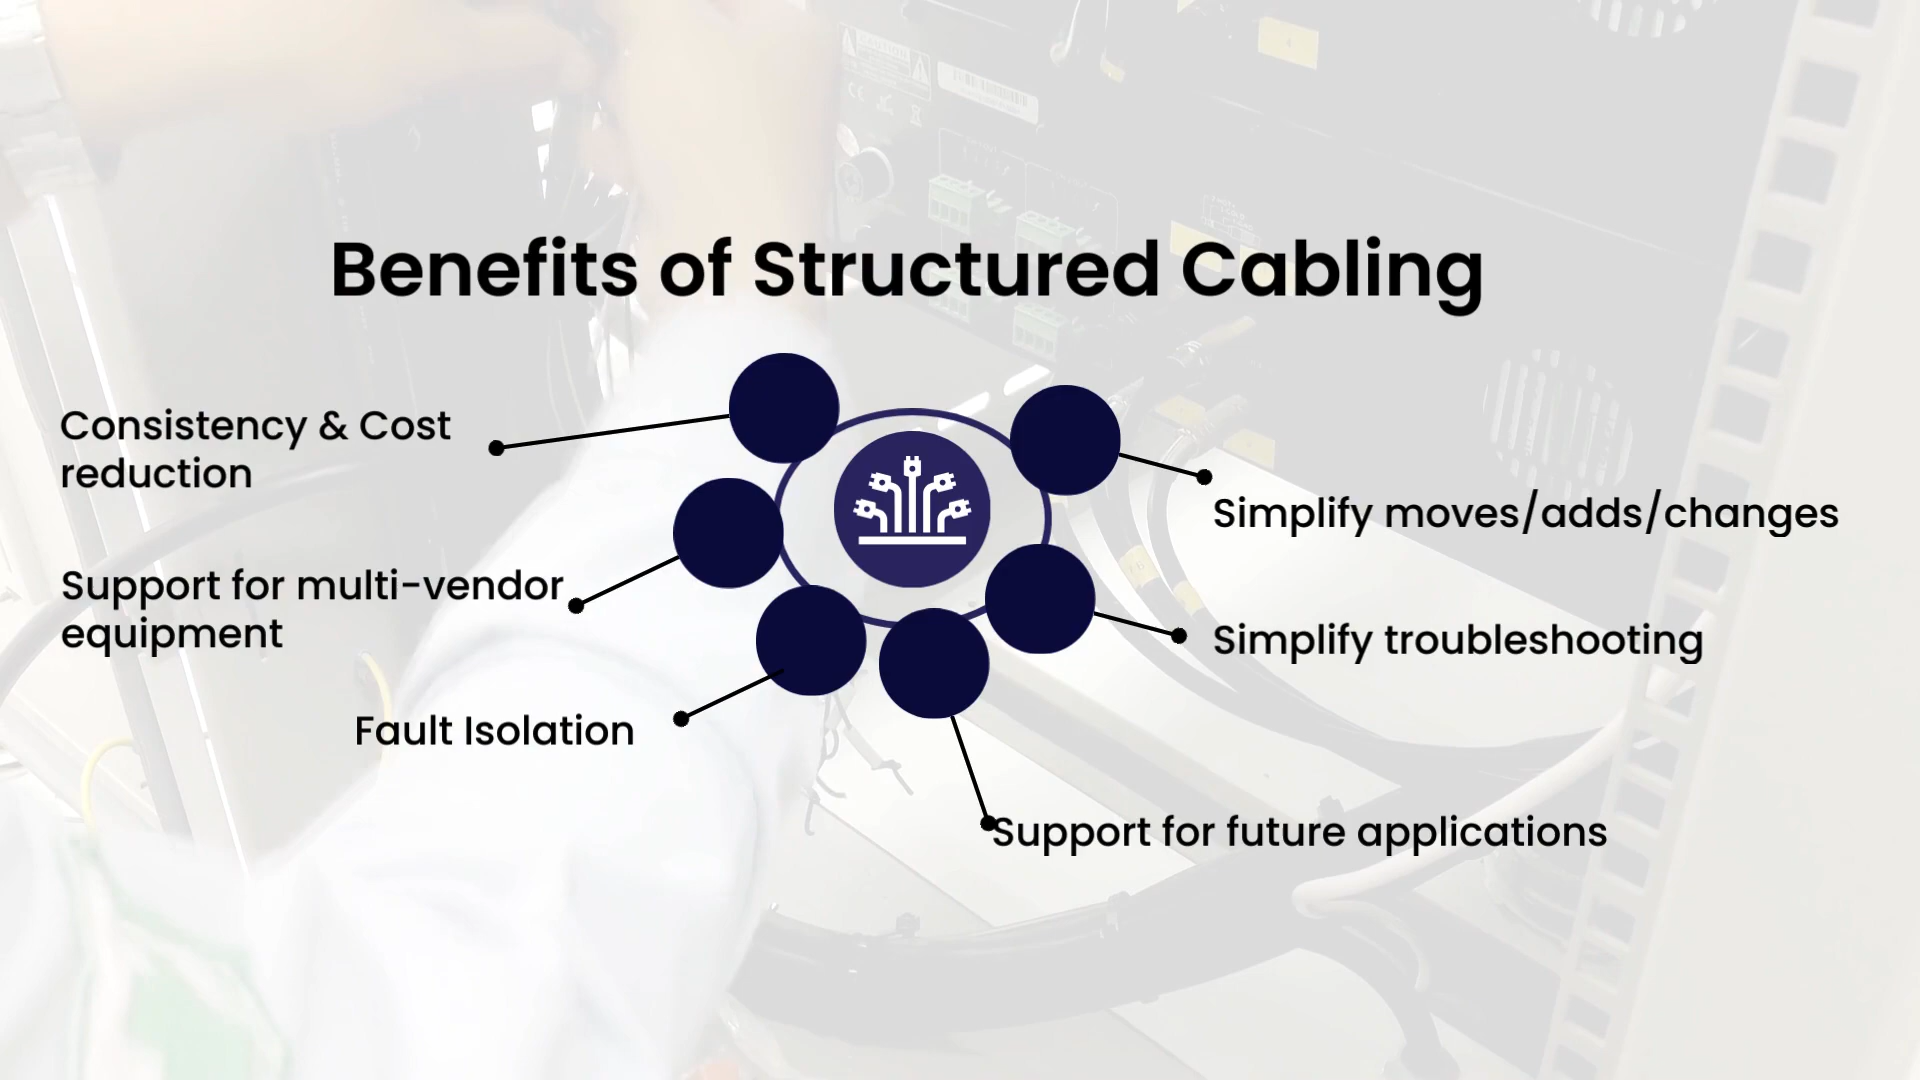 Benefits of Structured Cabling
Consistency & Cost
reduction
Support for multi-vendor
equipment
Fault Isolation
Simplify moves/adds/changes
Simplify troubleshooting
Support for future applications